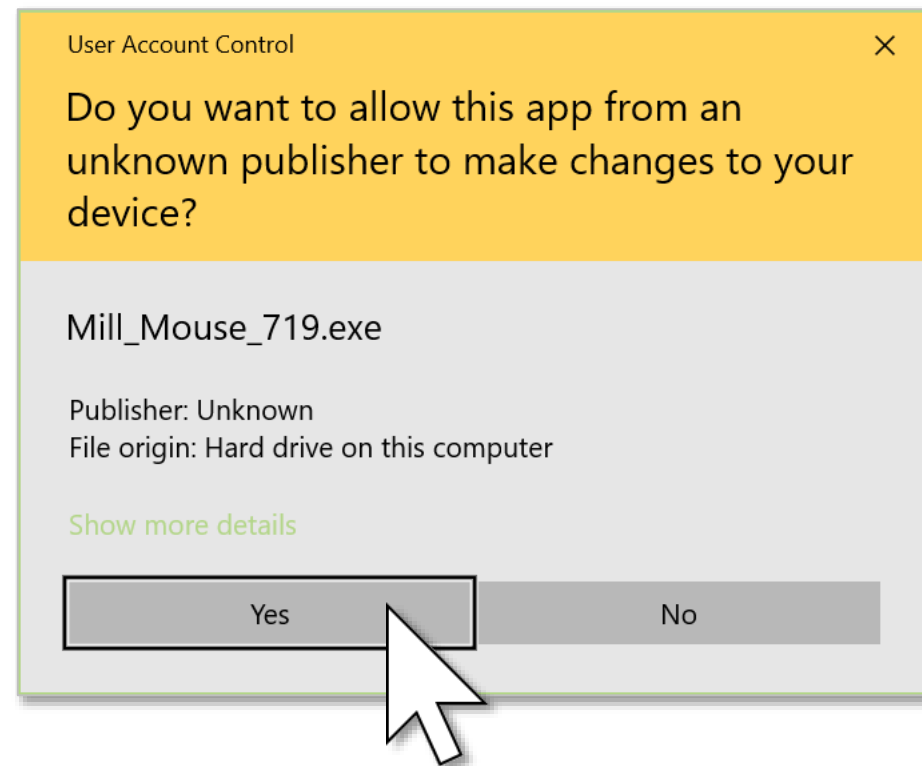 User Account Control
Do you want to allow this app from an
unknown publisher to make changes to your
device?
Mill_Mouse_719.exe
Publisher: Unknown
File origin: Hard drive on this computer
Show more details
Yes
No